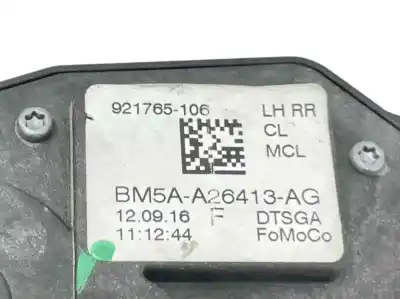 921765-106 LH RR
CL
MCL
BM5A-A26413-AG
12.09.16 F DTSGA
11:12:44 FoMoCo